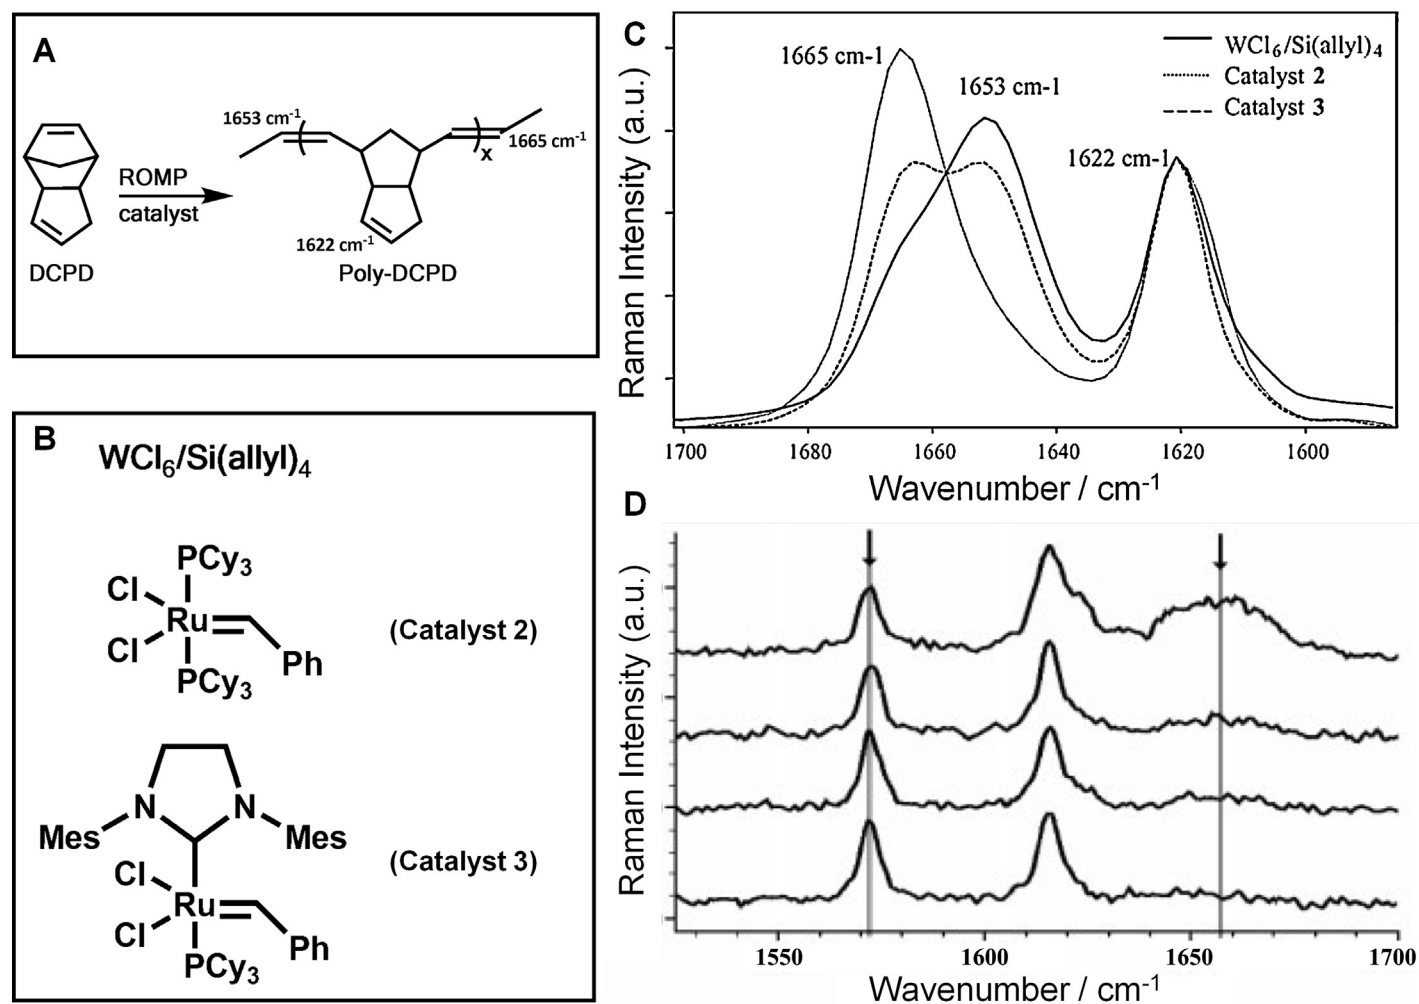 A
1653 cm-1
1665 cm-1
x
ROMP
catalyst
1622 cm-1
DCPD
Poly-DCPD
B
WCl6/Si(allyl)4
PCy3
Cl
Ru
Cl
Ph
PCy3
(Catalyst 2)
N
N
Mes
Mes
Cl
Ru
Cl
Ph
PCy3
(Catalyst 3)
C
1665 cm-1
1653 cm-1
1622 cm-1
WCl6/Si(allyl)4
Catalyst 2
Catalyst 3
Raman Intensity (a.u.)
1700 1680 1660 1640 1620 1600
Wavenumber / cm-1
D
Raman Intensity (a.u.)
1550 1600 1650 1700
Wavenumber / cm-1